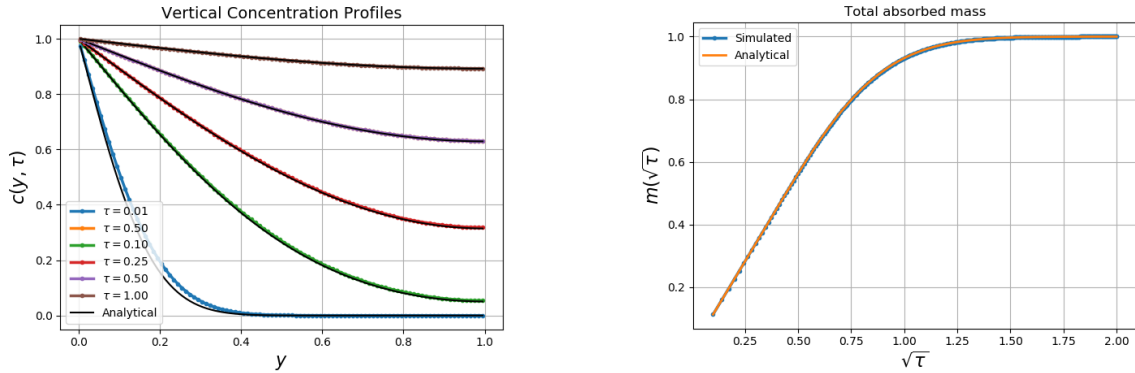 Vertical Concentration Profiles
1.0
0.8
0.6
0.4
0.2
0.0
c(y, τ)
τ = 0.01
τ = 0.50
τ = 0.10
τ = 0.25
τ = 0.50
τ = 1.00
Analytical
0.0 0.2 0.4 0.6 0.8 1.0
y
Total absorbed mass
Simulated
Analytical
1.0
0.8
0.6
0.4
0.2
m(√τ)
0.25 0.50 0.75 1.00 1.25 1.50 1.75 2.00
√τ